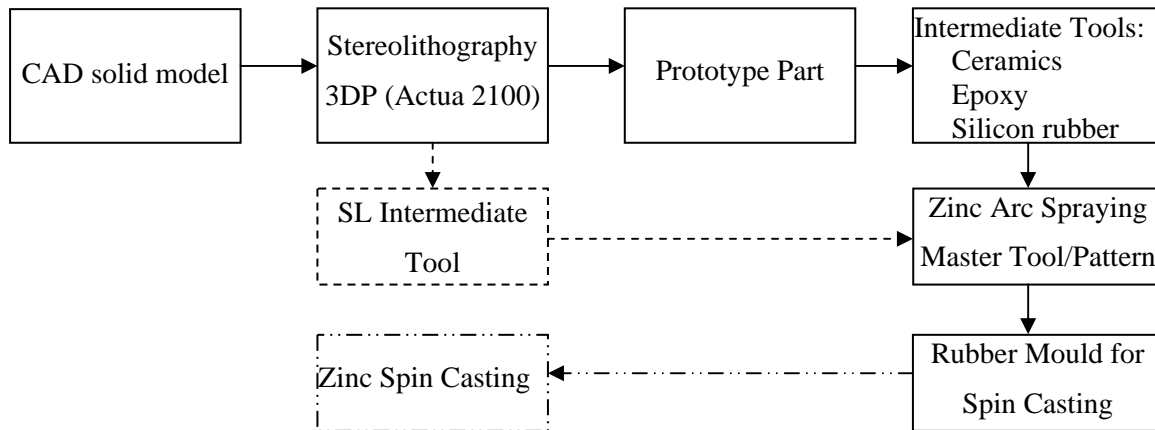 CAD solid model
Stereolithography
3DP (Actua 2100)
Prototype Part
Intermediate Tools:
Ceramics
Epoxy
Silicon rubber
SL Intermediate
Tool
Zinc Arc Spraying
Master Tool/Pattern
Zinc Spin Casting
Rubber Mould for
Spin Casting